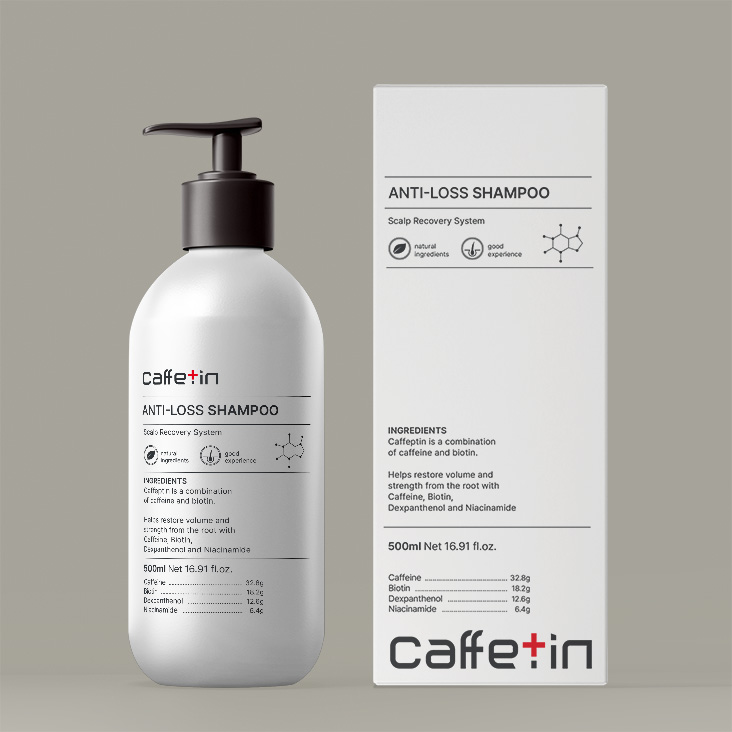 caffetin
ANTI-LOSS SHAMPOO
Scalp Recovery System
natural
ingredients
good
experience
INGREDIENTS
Caffeptin is a combination
of caffeine and biotin.
Helps restore volume and
strength from the root with
Caffeine, Biotin,
Dexpanthenol and Niacinamide
500ml Net 16.91 fl.oz.
Caffeine ........ 32.8g
Biotin ........ 18.2g
Dexpanthenol ........ 12.6g
Niacinamide ........ 6.4g
ANTI-LOSS SHAMPOO
Scalp Recovery System
natural
ingredients
good
experience
INGREDIENTS
Caffeptin is a combination
of caffeine and biotin.
Helps restore volume and
strength from the root with
Caffeine, Biotin,
Dexpanthenol and Niacinamide
500ml Net 16.91 fl.oz.
Caffeine ........ 32.8g
Biotin ........ 18.2g
Dexpanthenol ........ 12.6g
Niacinamide ........ 6.4g
caffetin